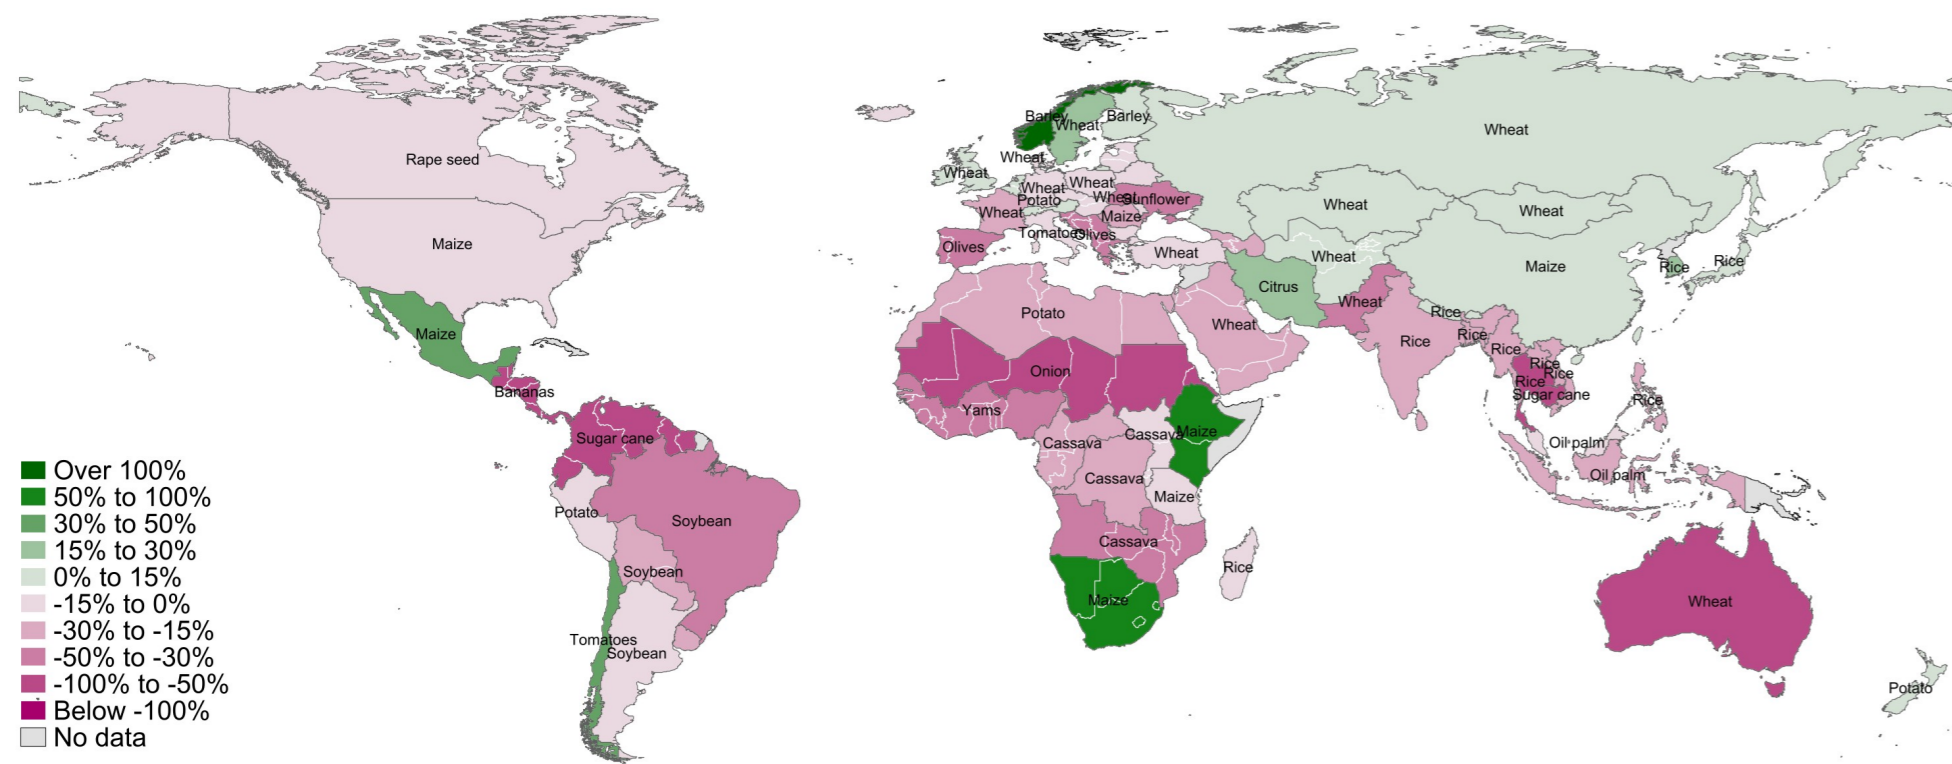 Barley
Wheat
Barley
Wheat
Rape seed
Wheat
Wheat
Wheat
Wheat
Wheat
Potato
Wheat
Sunflower
Wheat
Wheat
Wheat
Maize
Tomatoes
Olives
Maize
Olives
Wheat
Wheat
Maize
Rice
Rice
Citrus
Wheat
Potato
Wheat
Rice
Maize
Rice
Rice
Rice
Rice
Onion
Rice
Rice
Bananas
Sugar cane
Rice
Yams
Sugar cane
Cassava
Cassava
Maize
Oil palm
Oil palm
Cassava
Maize
Potato
Soybean
Cassava
Rice
Soybean
Maize
Wheat
Tomatoes
Soybean
Potato
Over 100%
50% to 100%
30% to 50%
15% to 30%
0% to 15%
-15% to 0%
-30% to -15%
-50% to -30%
-100% to -50%
Below -100%
No data